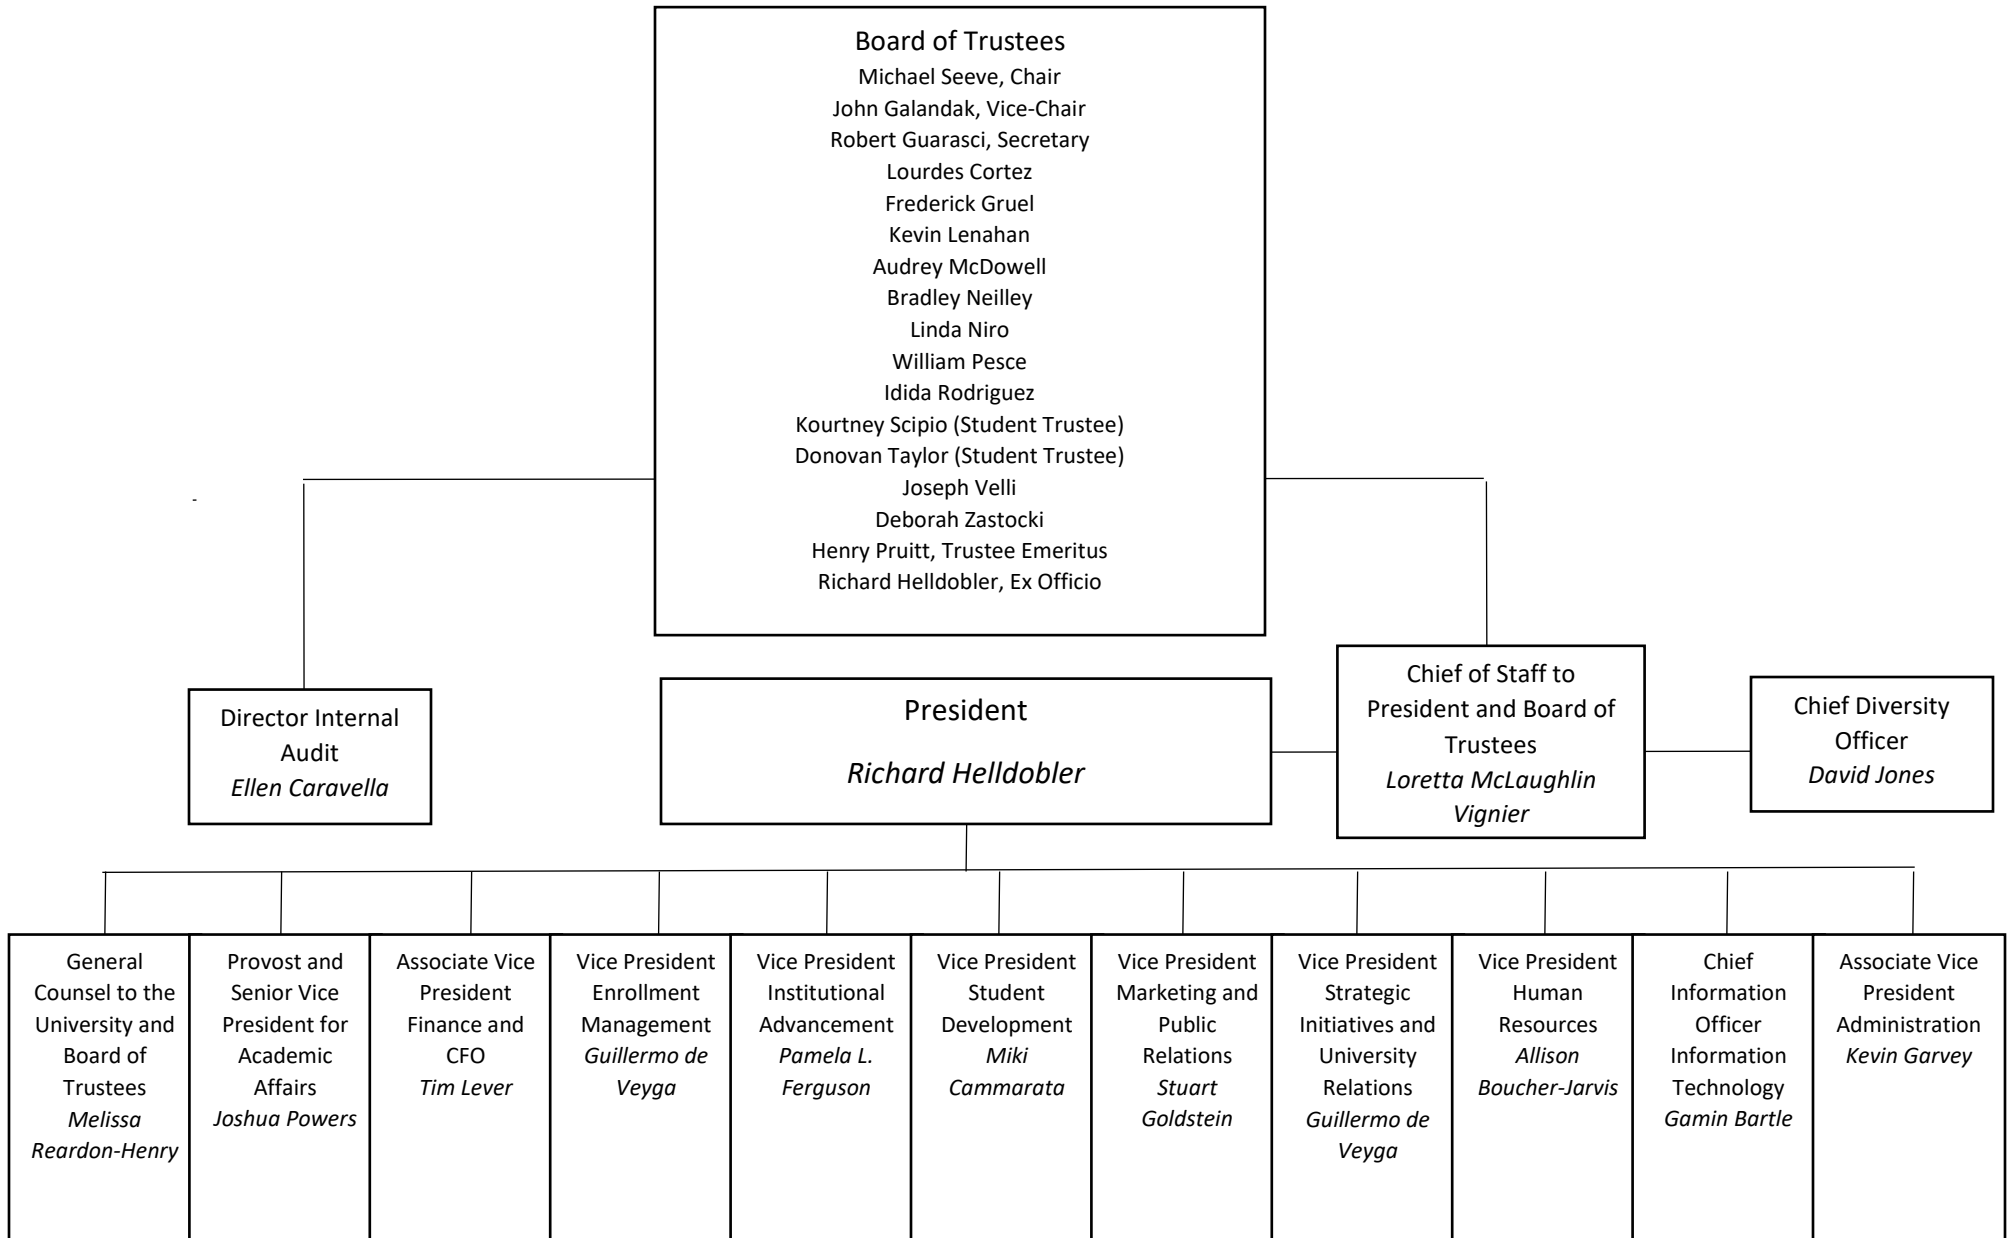 Board of Trustees
Michael Seeve, Chair
John Galandak, Vice-Chair
Robert Guarasci, Secretary
Lourdes Cortez
Frederick Gruel
Kevin Lenahan
Audrey McDowell
Bradley Neilley
Linda Niro
William Pesce
Idida Rodriguez
Kourtney Scipio (Student Trustee)
Donovan Taylor (Student Trustee)
Joseph Velli
Deborah Zastocki
Henry Pruitt, Trustee Emeritus
Richard Helldobler, Ex Officio
-
Director Internal
Audit
Ellen Caravella
President
Richard Helldobler
Chief of Staff to
President and Board of
Trustees
Loretta McLaughlin
Vignier
Chief Diversity
Officer
David Jones
General
Counsel to the
University and
Board of
Trustees
Melissa
Reardon-Henry
Provost and
Senior Vice
President for
Academic
Affairs
Joshua Powers
Associate Vice
President
Finance and
CFO
Tim Lever
Vice President
Enrollment
Management
Guillermo de
Veyga
Vice President
Institutional
Advancement
Pamela L.
Ferguson
Vice President
Student
Development
Miki
Cammarata
Vice President
Marketing and
Public
Relations
Stuart
Goldstein
Vice President
Strategic
Initiatives and
University
Relations
Guillermo de
Veyga
Vice President
Human
Resources
Allison
Boucher-Jarvis
Chief
Information
Officer
Information
Technology
Gamin Bartle
Associate Vice
President
Administration
Kevin Garvey